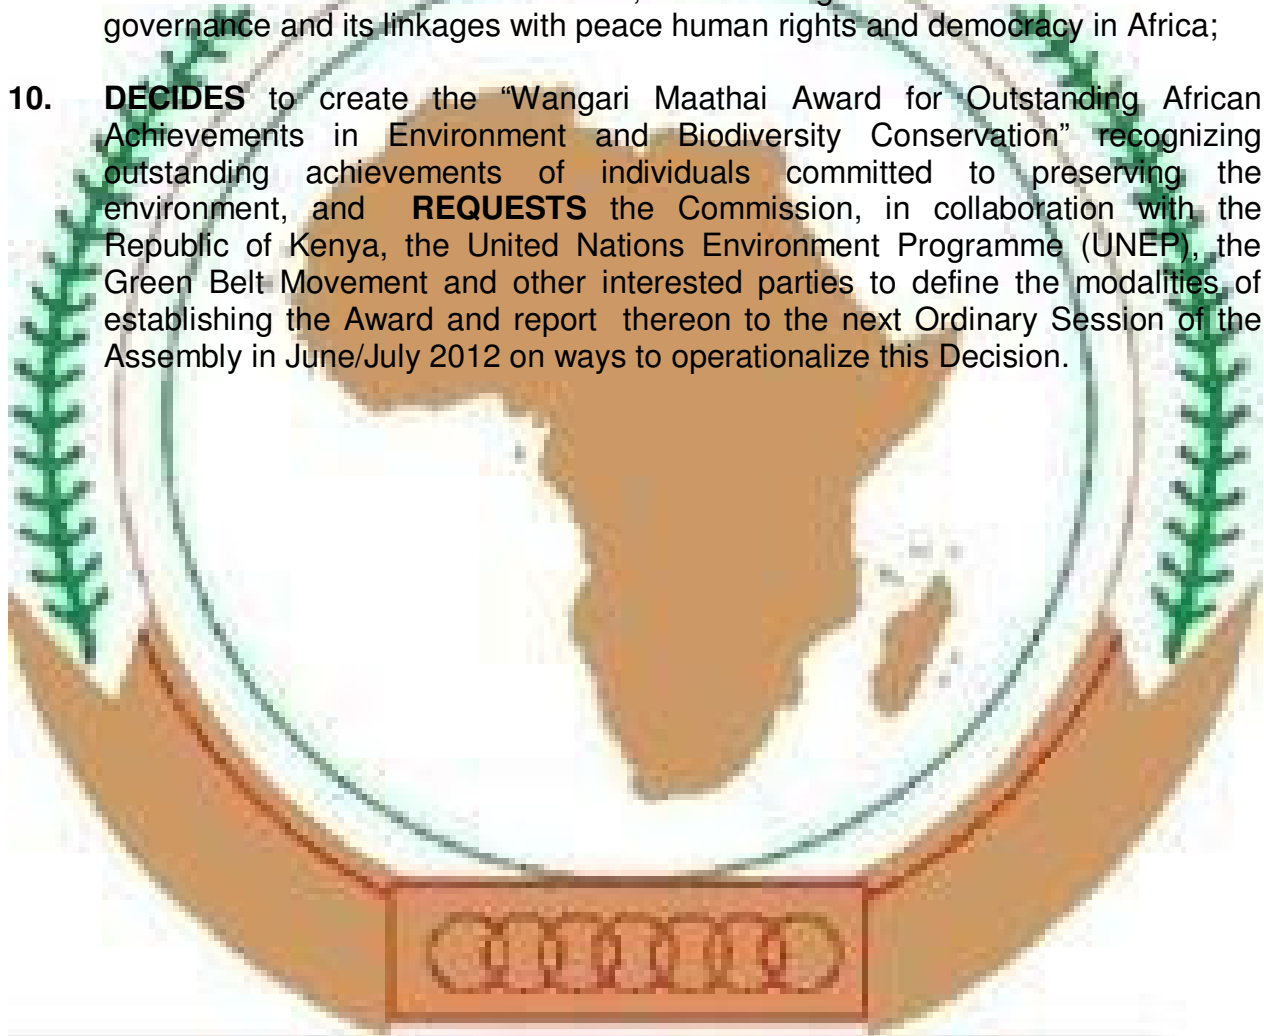 governance and its linkages with peace human rights and democracy in Africa;
10. DECIDES to create the “Wangari Maathai Award for Outstanding African
Achievements in Environment and Biodiversity Conservation” recognizing
outstanding achievements of individuals committed to preserving the
environment, and REQUESTS the Commission, in collaboration with the
Republic of Kenya, the United Nations Environment Programme (UNEP), the
Green Belt Movement and other interested parties to define the modalities of
establishing the Award and report thereon to the next Ordinary Session of the
Assembly in June/July 2012 on ways to operationalize this Decision.